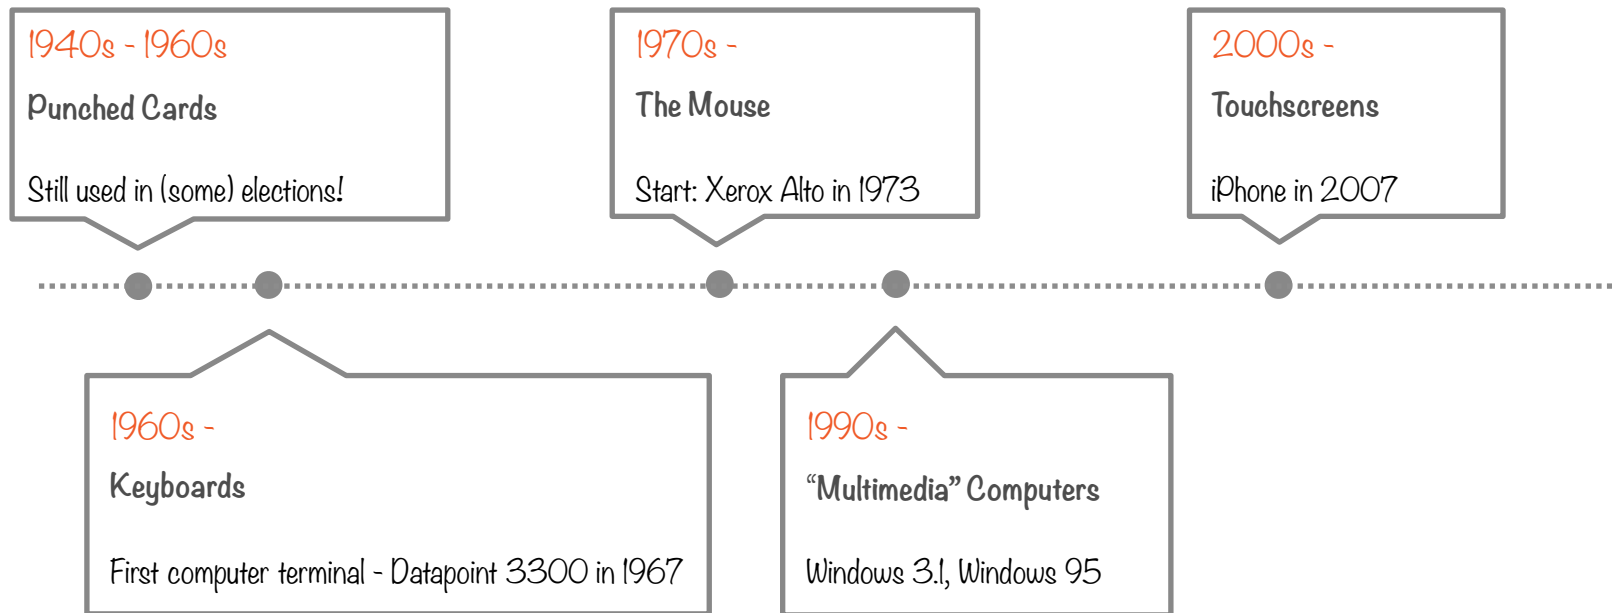 1940s - 1960s
Punched Cards
Still used in (some) elections!
1970s -
The Mouse
Start: Xerox Alto in 1973
2000s -
Touchscreens
iPhone in 2007
1960s -
Keyboards
First computer terminal - Datapoint 3300 in 1967
1990s -
“Multimedia” Computers
Windows 3.1, Windows 95